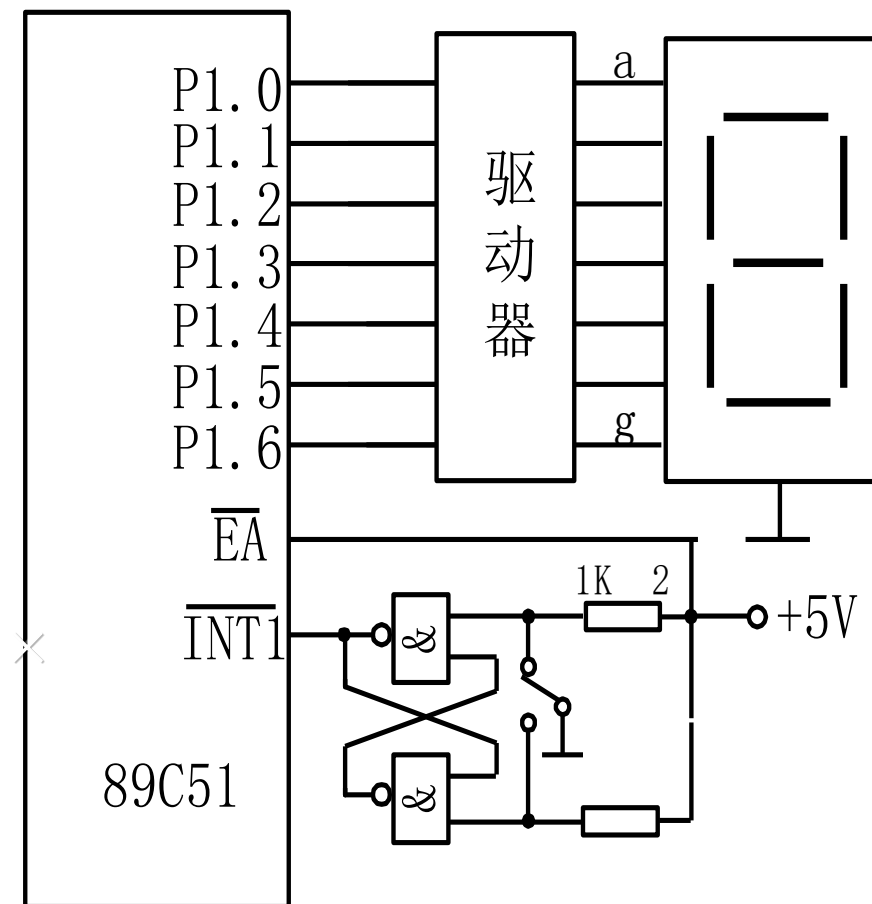 P1.0
P1.1
P1.2
P1.3
P1.4
P1.5
P1.6
EA
INT1
89C51
驱动器
a
g
&
&
1K 2
+5V